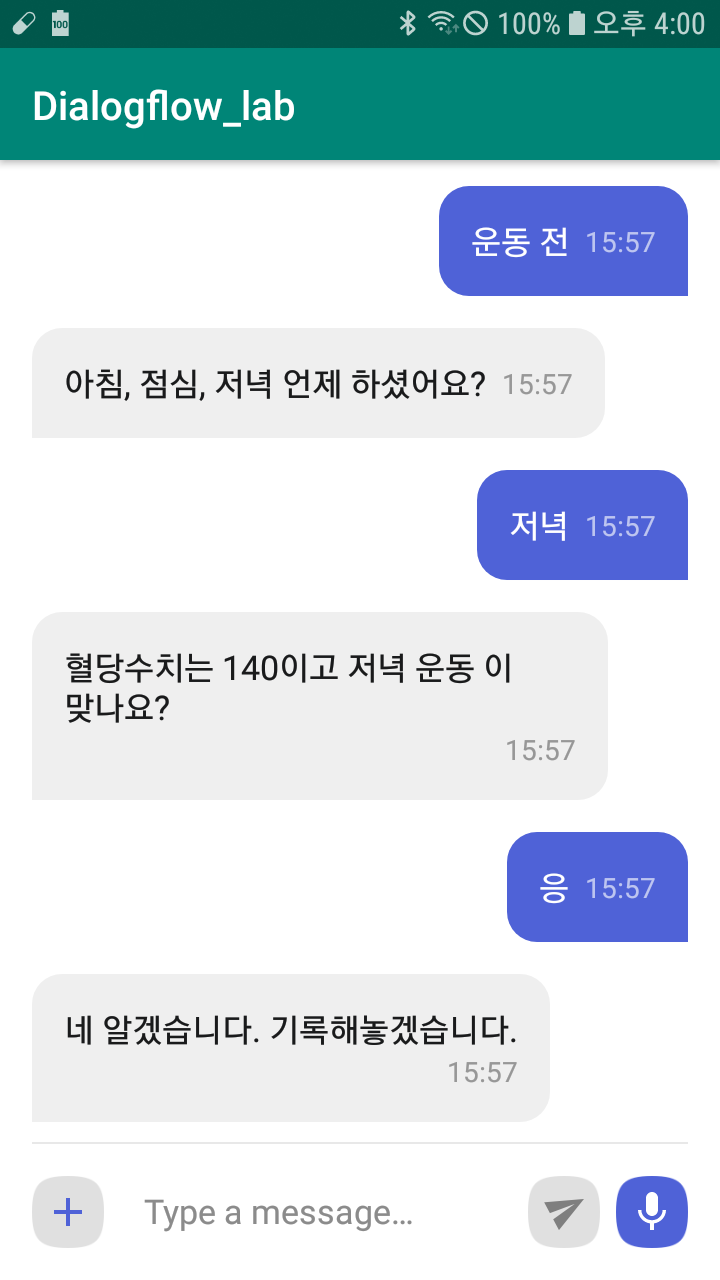 100
100% 오후 4:00
Dialogflow_lab
운동 전 15:57
아침, 점심, 저녁 언제 하셨어요? 15:57
저녁 15:57
혈당수치는 140이고 저녁 운동 이
맞나요?
15:57
응 15:57
네 알겠습니다. 기록해놓겠습니다.
15:57
Type a message...